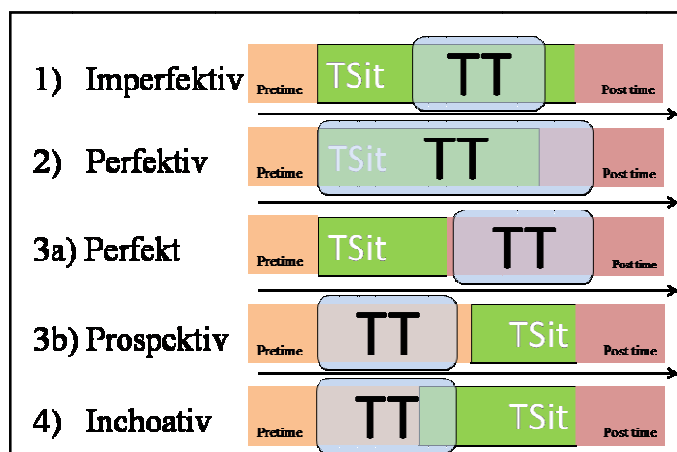 1) Imperfektiv Pretime TSit TT Post time
2) Perfektiv TSit TT Pretime Post time
3a) Perfekt Pretime TSit TT Post time
3b) Prospcktiv Pretime TT TSit Post time
4) Inchoativ Pretime TT TSit Post time